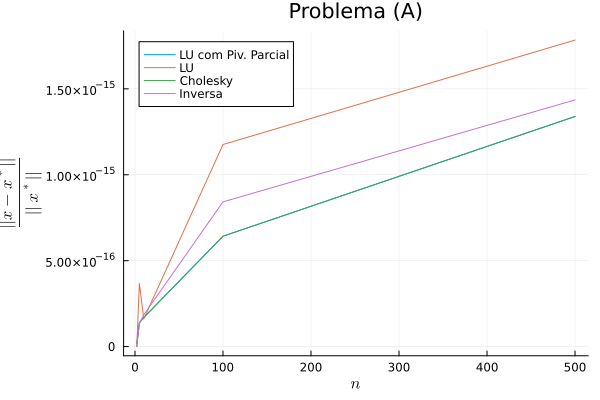 Problema (A)
LU com Piv. Parcial
LU
Cholesky
Inversa
1.50×10⁻¹⁵
1.00×10⁻¹⁵
5.00×10⁻¹⁶
0
||x − x*||
||x*||
0 100 200 300 400 500
n